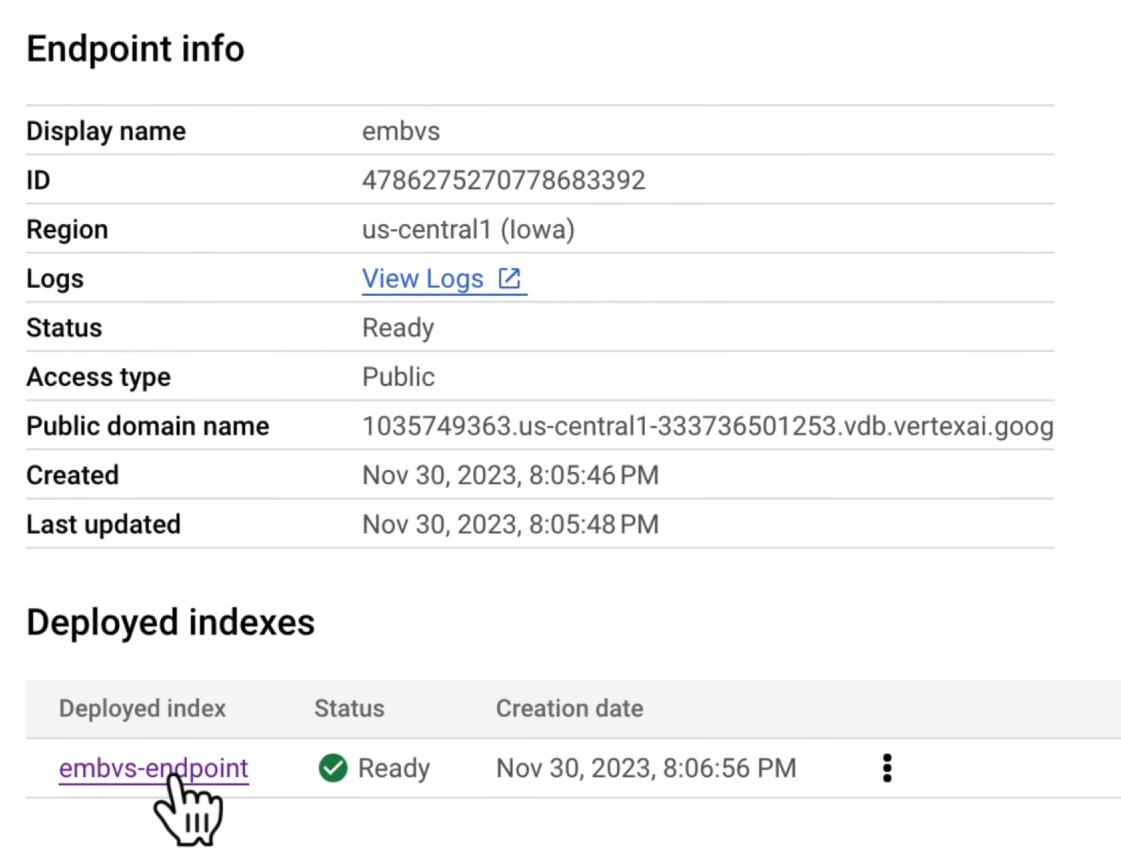 Endpoint info
Display name embvs
ID 4786275270778683392
Region us-central1 (Iowa)
Logs View Logs
Status Ready
Access type Public
Public domain name 1035749363.us-central1-333736501253.vdb.vertexai.goog
Created Nov 30, 2023, 8:05:46 PM
Last updated Nov 30, 2023, 8:05:48 PM
Deployed indexes
Deployed index Status Creation date
embvs-endpoint Ready Nov 30, 2023, 8:06:56 PM